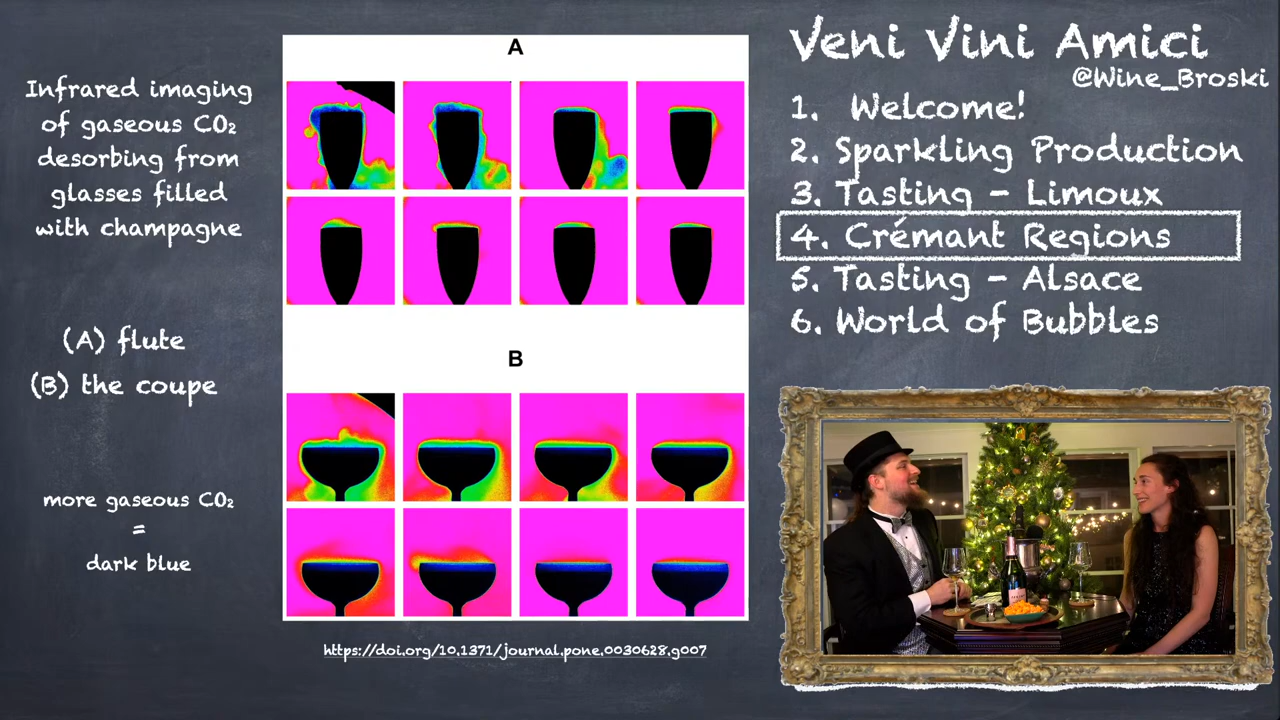 Infrared imaging
of gaseous CO₂
desorbing from
glasses filled
with champagne
(A) flute
(B) the coupe
more gaseous CO₂
=
dark blue
A
B
https://doi.org/10.1371/journal.pone.0030628.g007
Veni Vini Amici
@Wine_Broski
1. Welcome!
2. Sparkling Production
3. Tasting - Limoux
4. Crémant Regions
5. Tasting - Alsace
6. World of Bubbles